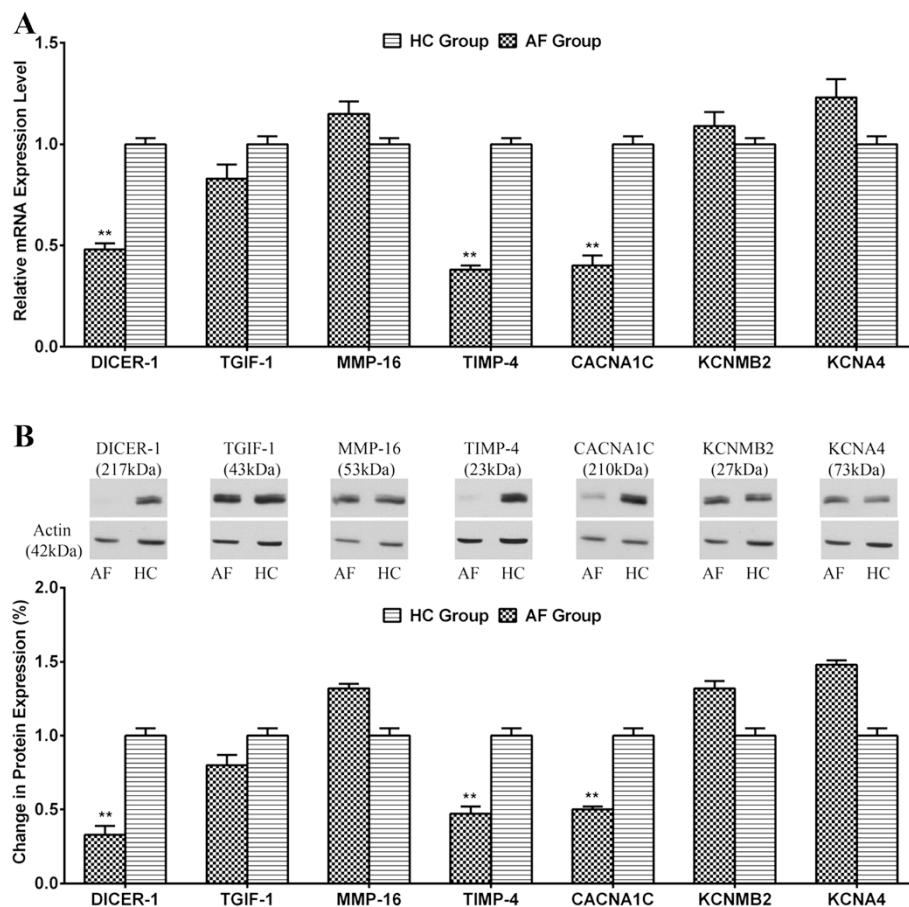 A
HC Group AF Group
Relative mRNA Expression Level
1.5
1.0
0.5
0.0
**
**
**
DICER-1 TGIF-1 MMP-16 TIMP-4 CACNA1C KCNMB2 KCNA4
B
DICER-1 TGIF-1 MMP-16 TIMP-4 CACNA1C KCNMB2 KCNA4
(217kDa) (43kDa) (53kDa) (23kDa) (210kDa) (27kDa) (73kDa)
Actin
(42kDa)
AF HC AF HC AF HC AF HC AF HC AF HC AF HC
HC Group AF Group
Change in Protein Expression (%)
2.0
1.5
1.0
0.5
0.0
**
**
**
DICER-1 TGIF-1 MMP-16 TIMP-4 CACNA1C KCNMB2 KCNA4